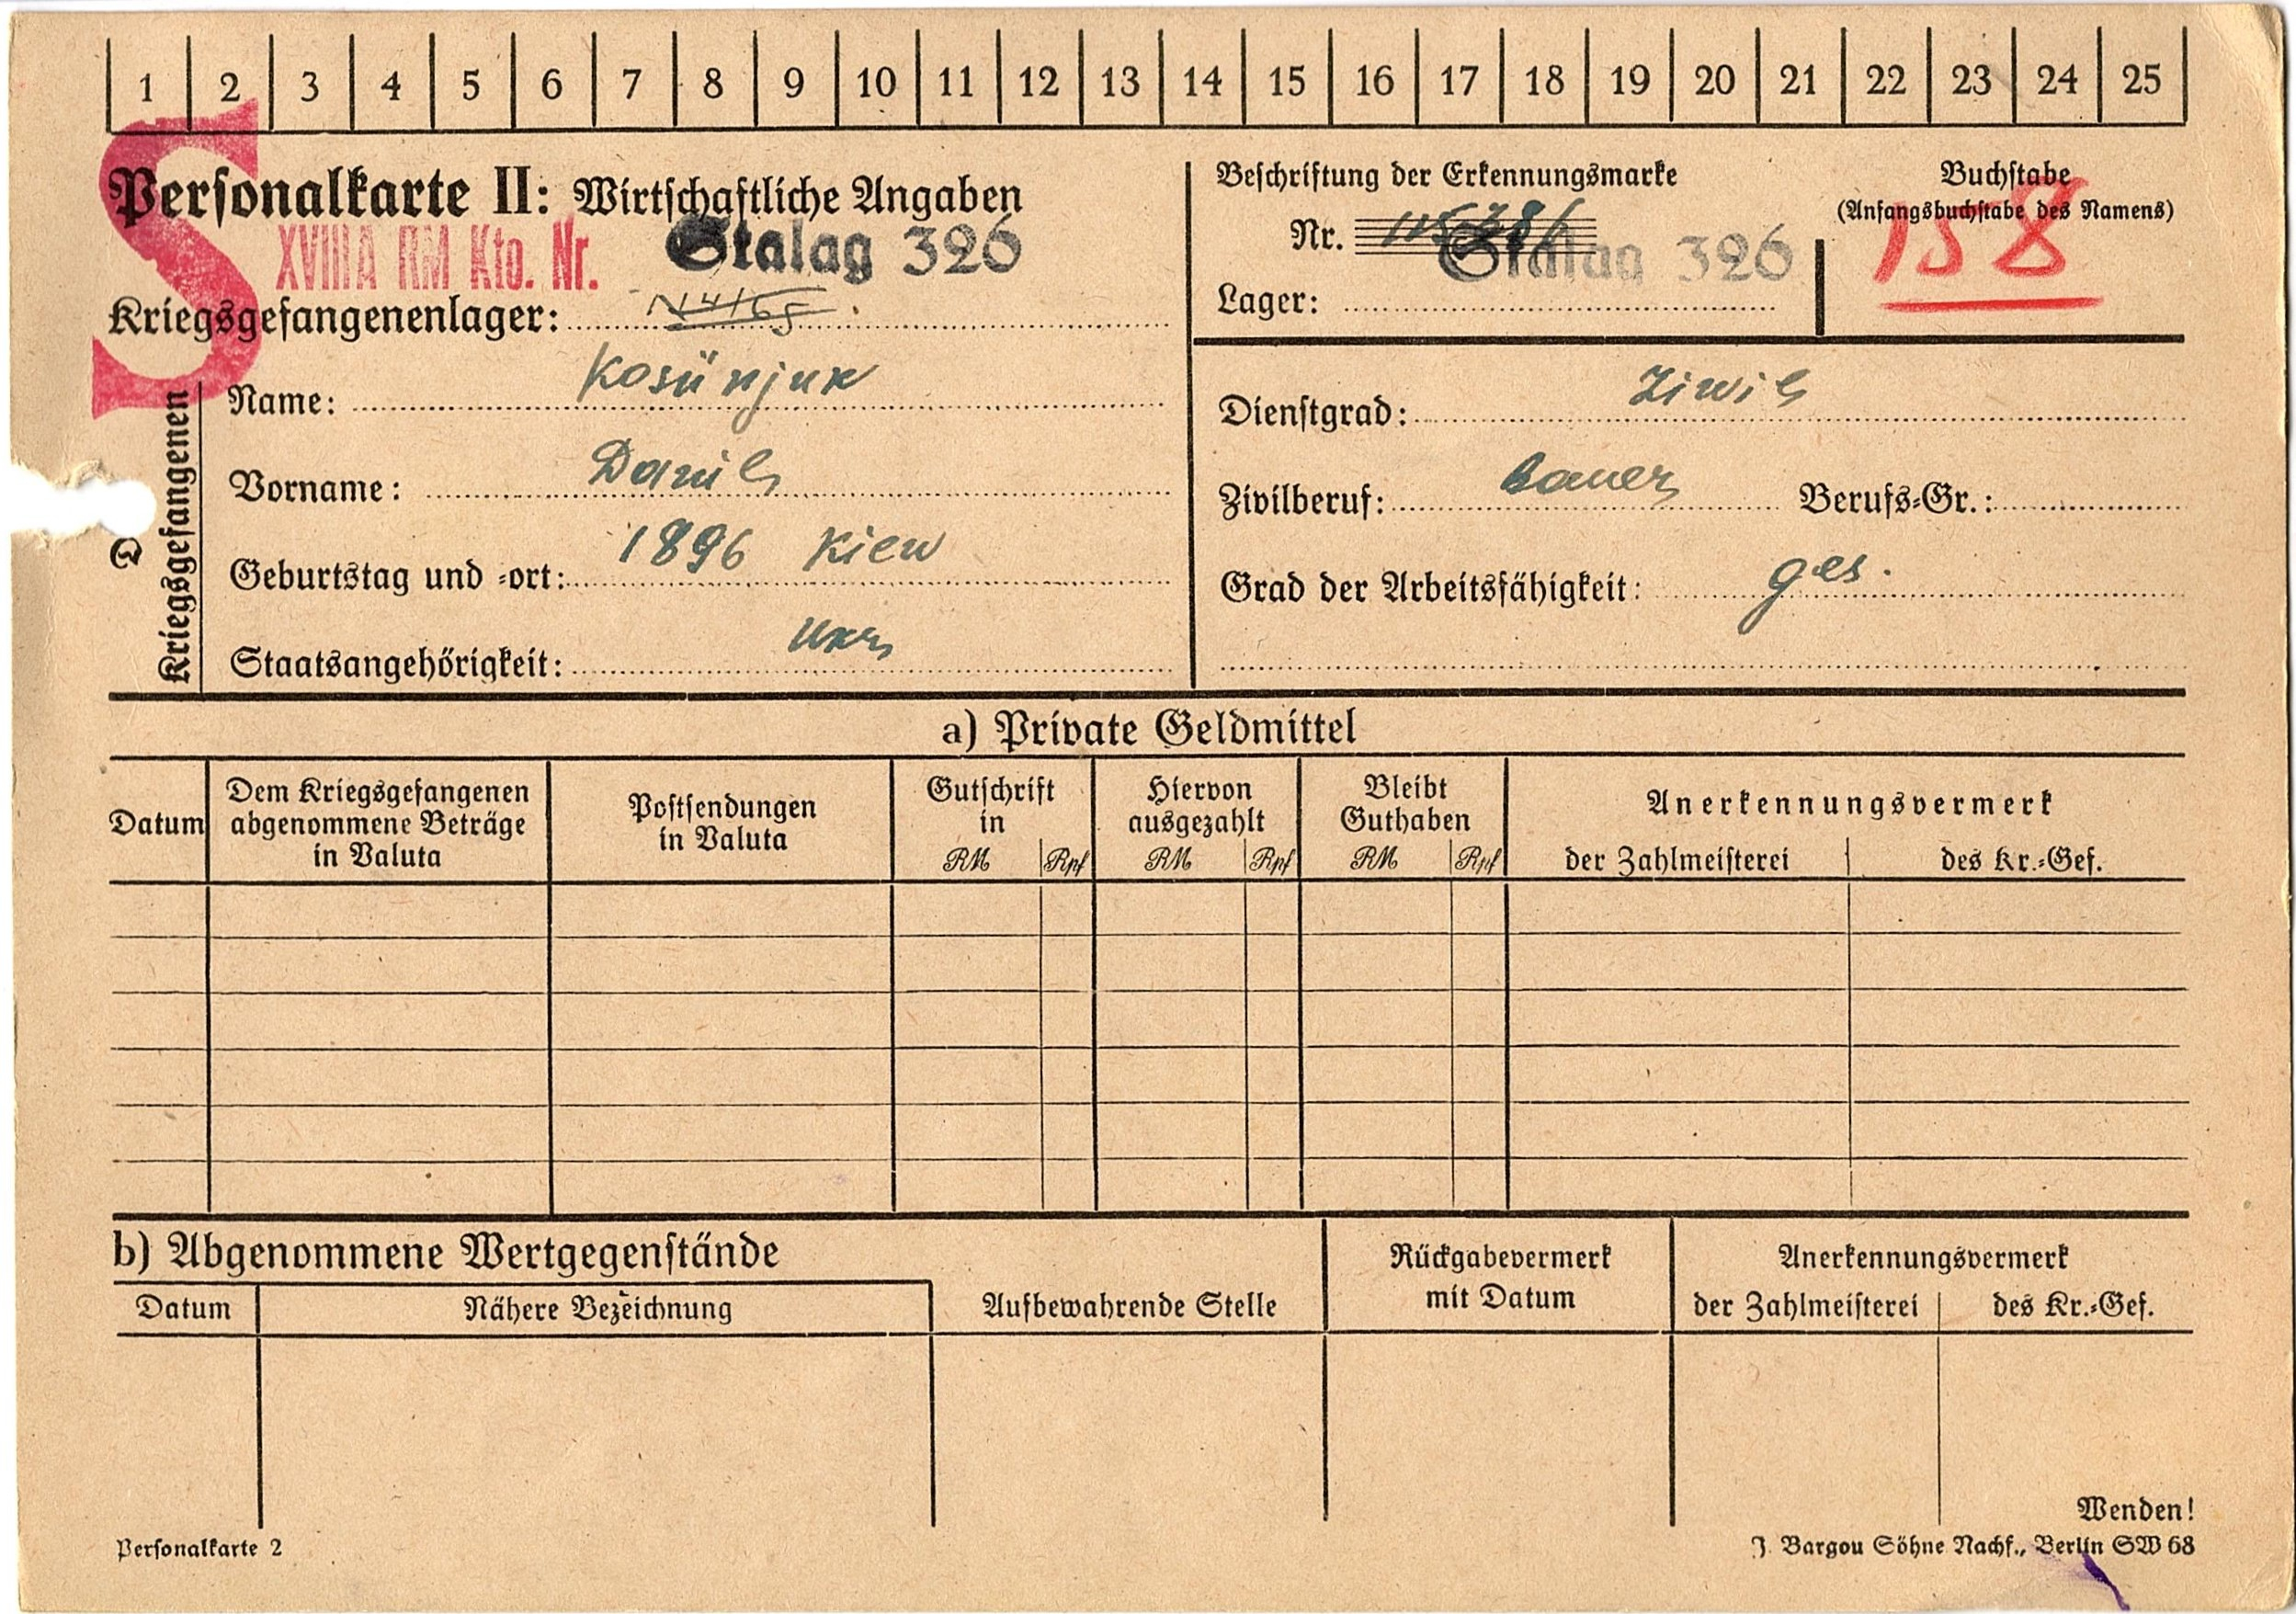 1 2 3 4 5 6 7 8 9 10 11 12 13 14 15 16 17 18 19 20 21 22 23 24 25
S
Personalkarte II: Wirtschaftliche Angaben
XVIII A RM Kto. Nr.
Stalag 326
Kriegsgefangenenlager:
Beschriftung der Erkennungsmarke
Nr.
Stalag 326
Lager:
Buchstabe
(Anfangsbuchstabe des Namens)
158
Kriegsgefangenen
Name: Kosünjuk
Vorname: Danil
Geburtstag und -ort: 1896 Kiew
Staatsangehörigkeit: Ukr
Dienstgrad: Ziwil
Zivilberuf: bauer Berufs-Gr.:
Grad der Arbeitsfähigkeit: ges.
a) Private Geldmittel
Datum
Dem Kriegsgefangenen
abgenommene Beträge
in Valuta
Postsendungen
in Valuta
Gutschrift
in
RM Rpf
Hiervon
ausgezahlt
RM Rpf
Bleibt
Guthaben
RM Rpf
Anerkennungsvermerk
der Zahlmeisterei des Kr.-Gef.
b) Abgenommene Wertgegenstände
Datum Nähere Bezeichnung
Aufbewahrende Stelle
Rückgabevermerk
mit Datum
Anerkennungsvermerk
der Zahlmeisterei des Kr.-Gef.
Wenden!
Personalkarte 2
J. Bargou Söhne Nachf., Berlin SW 68